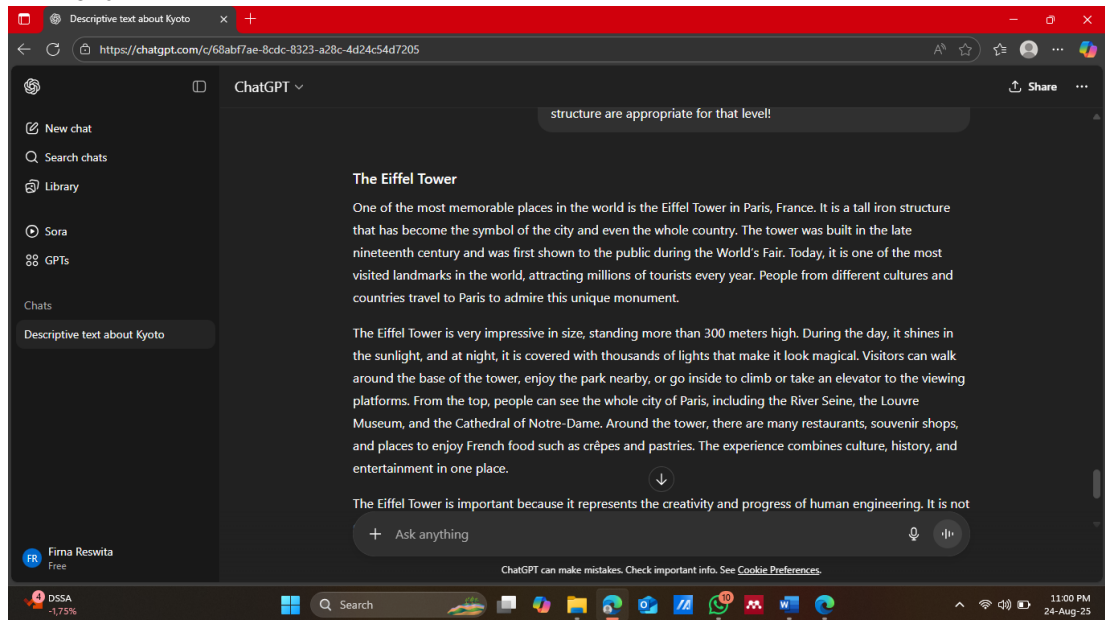 Descriptive text about Kyoto
https://chatgpt.com/c/68abf7ae-8cdc-8323-a28c-4d24c54d7205
ChatGPT
Share
New chat
Search chats
Library
Sora
GPTs
Chats
Descriptive text about Kyoto
structure are appropriate for that level!
The Eiffel Tower
One of the most memorable places in the world is the Eiffel Tower in Paris, France. It is a tall iron structure
that has become the symbol of the city and even the whole country. The tower was built in the late
nineteenth century and was first shown to the public during the World's Fair. Today, it is one of the most
visited landmarks in the world, attracting millions of tourists every year. People from different cultures and
countries travel to Paris to admire this unique monument.
The Eiffel Tower is very impressive in size, standing more than 300 meters high. During the day, it shines in
the sunlight, and at night, it is covered with thousands of lights that make it look magical. Visitors can walk
around the base of the tower, enjoy the park nearby, or go inside to climb or take an elevator to the viewing
platforms. From the top, people can see the whole city of Paris, including the River Seine, the Louvre
Museum, and the Cathedral of Notre-Dame. Around the tower, there are many restaurants, souvenir shops,
and places to enjoy French food such as crêpes and pastries. The experience combines culture, history, and
entertainment in one place.
The Eiffel Tower is important because it represents the creativity and progress of human engineering. It is not
Ask anything
ChatGPT can make mistakes. Check important info. See Cookie Preferences.
FR
Firna Reswita
Free
4
DSSA
-1,75%
Search
10
11:00 PM
24-Aug-25